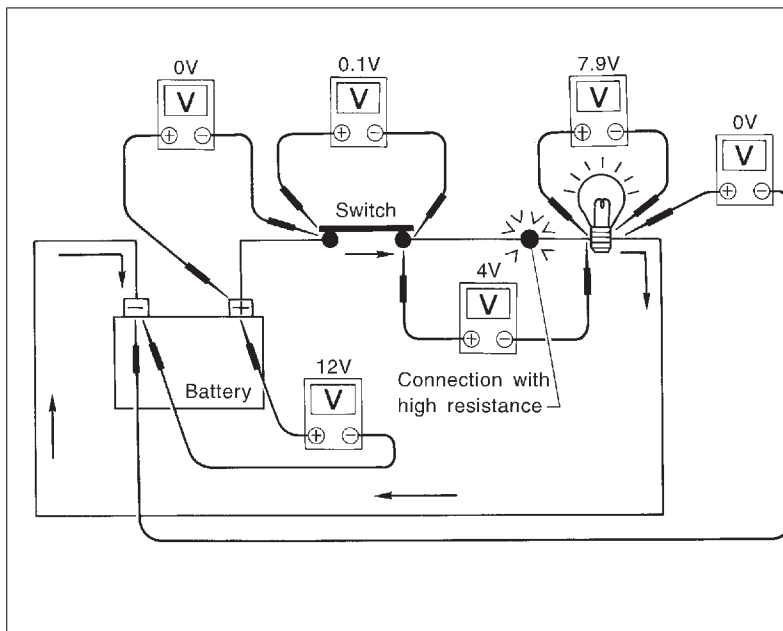 0V
V
+ −
0.1V
V
+ −
7.9V
V
+ −
0V
V
+ −
Switch
4V
V
+ −
− +
Battery
12V
V
+ −
Connection with
high resistance